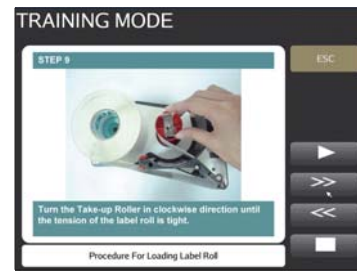 TRAINING MODE
STEP 9
ESC
Turn the Take-up Roller in clockwise direction until
the tension of the label roll is tight.
>>
<<
Procedure For Loading Label Roll